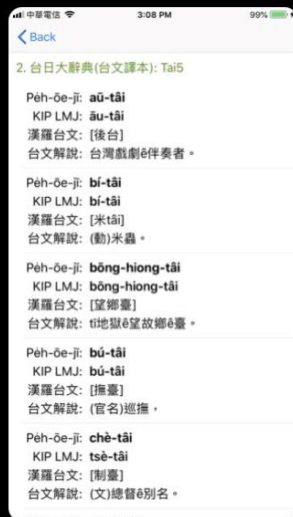 中華電信 3:08 PM 99%
Back
2. 台日大辭典(台文譯本): Tai5
Pe̍h-ōe-jī: aū-tâi
KIP LMJ: āu-tâi
漢羅台文: [後台]
台文解說: 台灣戲劇ê伴奏者。
Pe̍h-ōe-jī: bí-tâi
KIP LMJ: bí-tâi
漢羅台文: [米tâi]
台文解說: (動)米蟲。
Pe̍h-ōe-jī: bōng-hiong-tâi
KIP LMJ: bōng-hiong-tâi
漢羅台文: [望鄉臺]
台文解說: tī地獄ê望故鄉ê臺。
Pe̍h-ōe-jī: bú-tâi
KIP LMJ: bú-tâi
漢羅台文: [撫臺]
台文解說: (官名)巡撫，
Pe̍h-ōe-jī: chè-tâi
KIP LMJ: tsè-tâi
漢羅台文: [制臺]
台文解說: (文)總督ê別名。